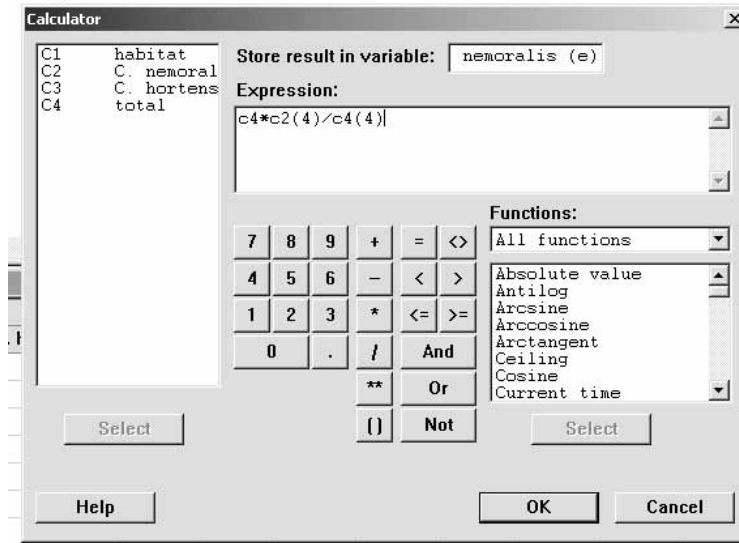 Calculator
C1 habitat
C2 C. nemoral
C3 C. hortens
C4 total
Store result in variable: nemoralis (e)
Expression:
c4*c2(4)/c4(4)
Functions:
All functions
Absolute value
Antilog
Arcsine
Arccosine
Arctangent
Ceiling
Cosine
Current time
7 8 9 + = <>
4 5 6 - < >
1 2 3 * <= >=
0 . / And
** Or
() Not
Select
Select
Help
OK
Cancel